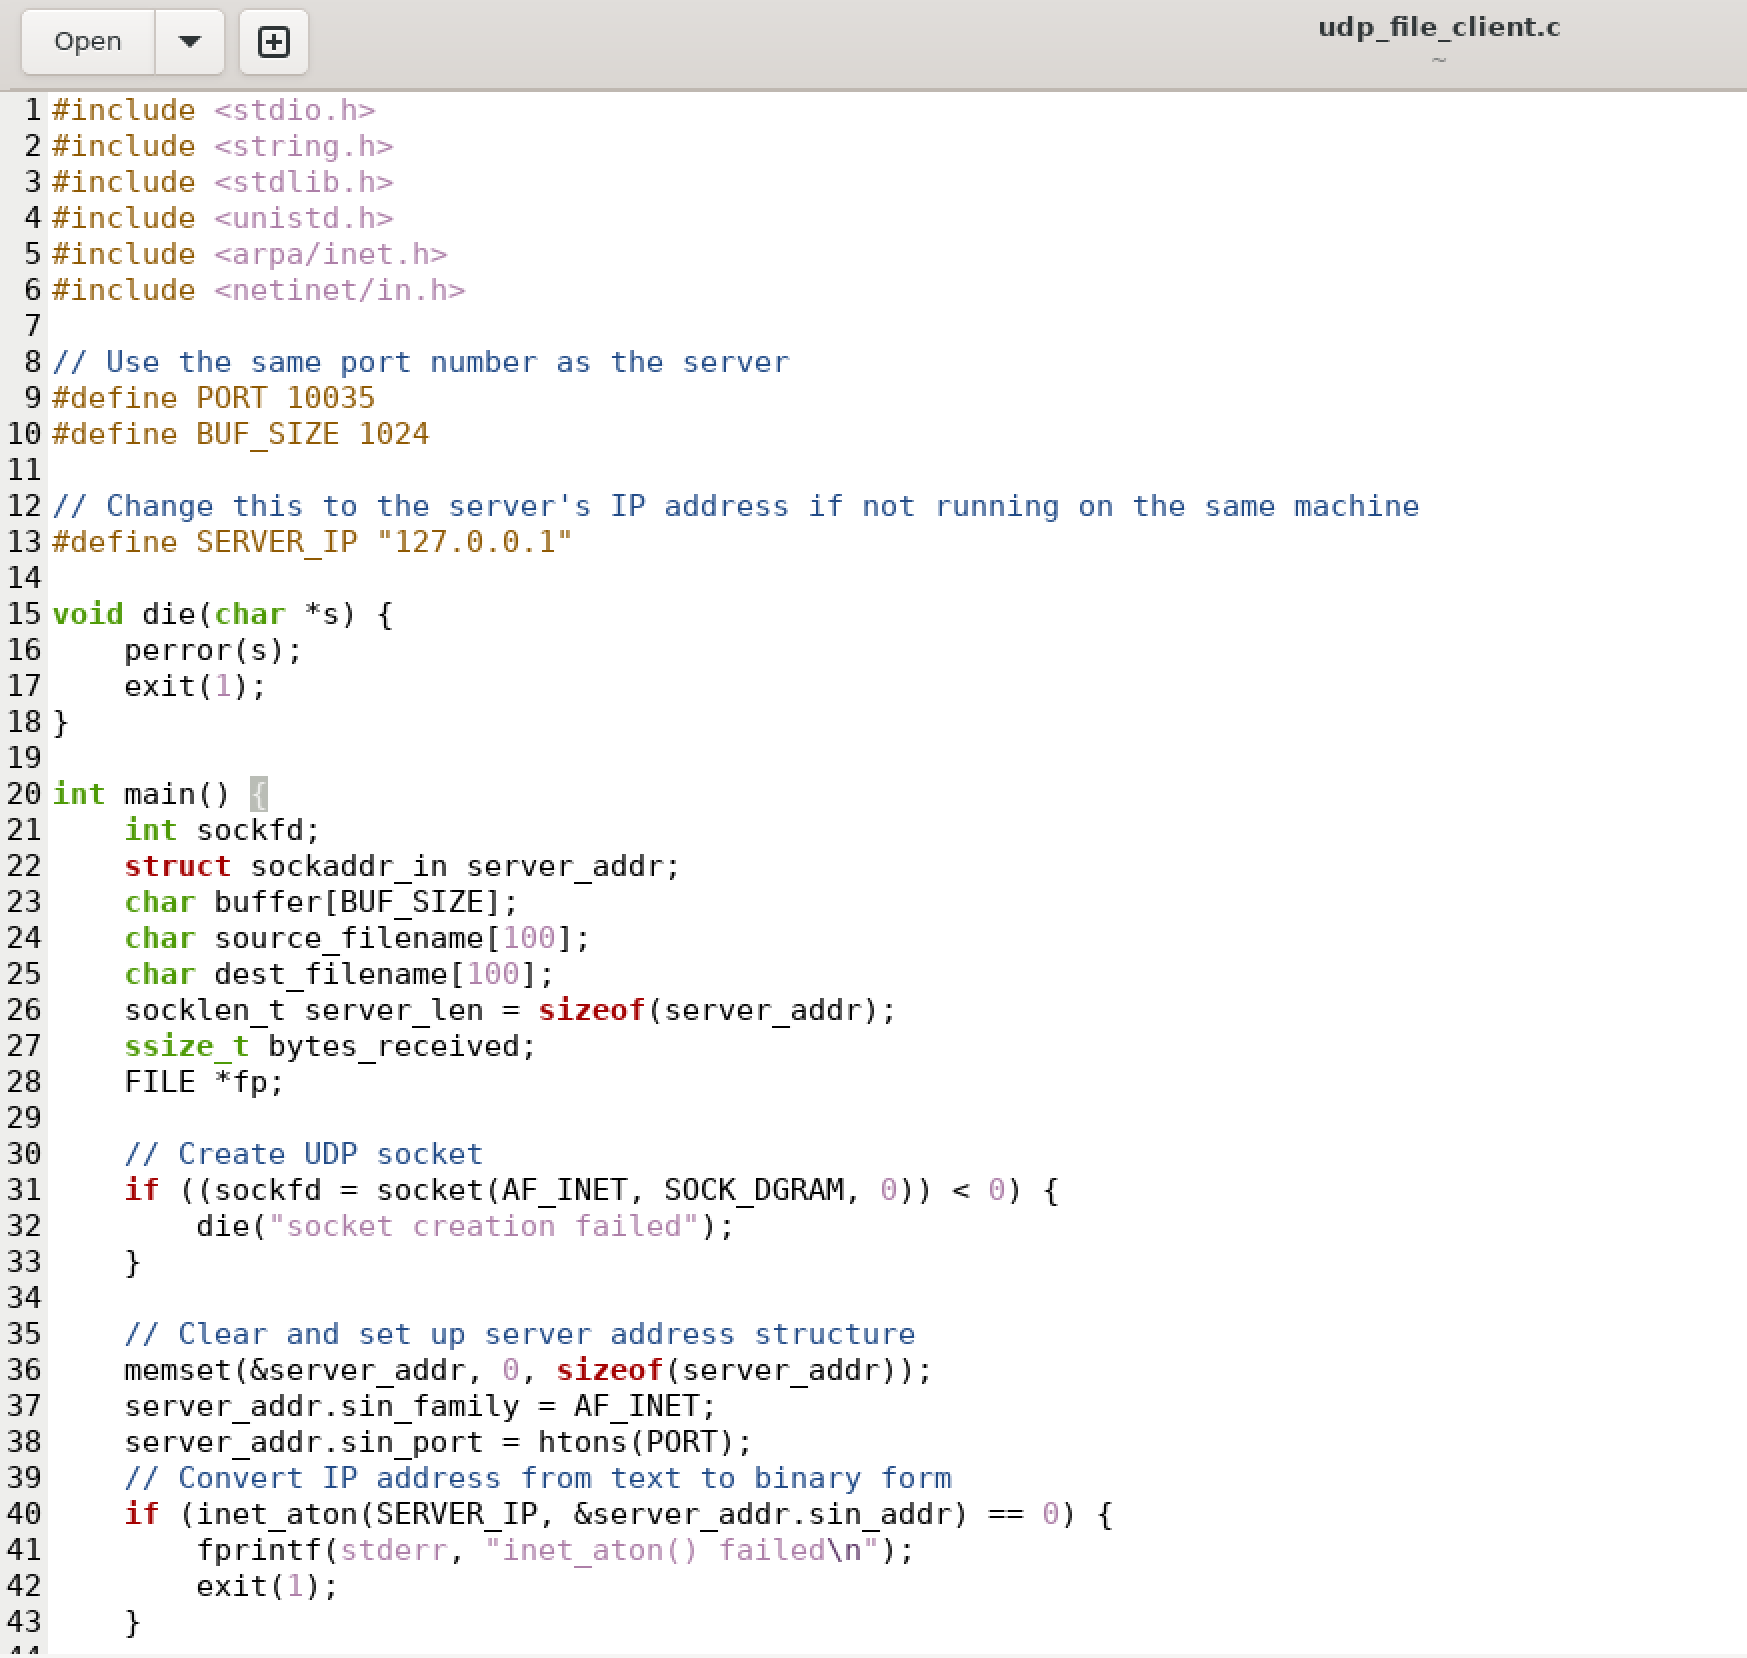 Open
udp_file_client.c
~
1 #include <stdio.h>
2 #include <string.h>
3 #include <stdlib.h>
4 #include <unistd.h>
5 #include <arpa/inet.h>
6 #include <netinet/in.h>
7
8 // Use the same port number as the server
9 #define PORT 10035
10 #define BUF_SIZE 1024
11
12 // Change this to the server's IP address if not running on the same machine
13 #define SERVER_IP "127.0.0.1"
14
15 void die(char *s) {
16     perror(s);
17     exit(1);
18 }
19
20 int main() {
21     int sockfd;
22     struct sockaddr_in server_addr;
23     char buffer[BUF_SIZE];
24     char source_filename[100];
25     char dest_filename[100];
26     socklen_t server_len = sizeof(server_addr);
27     ssize_t bytes_received;
28     FILE *fp;
29
30     // Create UDP socket
31     if ((sockfd = socket(AF_INET, SOCK_DGRAM, 0)) < 0) {
32         die("socket creation failed");
33     }
34
35     // Clear and set up server address structure
36     memset(&server_addr, 0, sizeof(server_addr));
37     server_addr.sin_family = AF_INET;
38     server_addr.sin_port = htons(PORT);
39     // Convert IP address from text to binary form
40     if (inet_aton(SERVER_IP, &server_addr.sin_addr) == 0) {
41         fprintf(stderr, "inet_aton() failed\n");
42         exit(1);
43     }